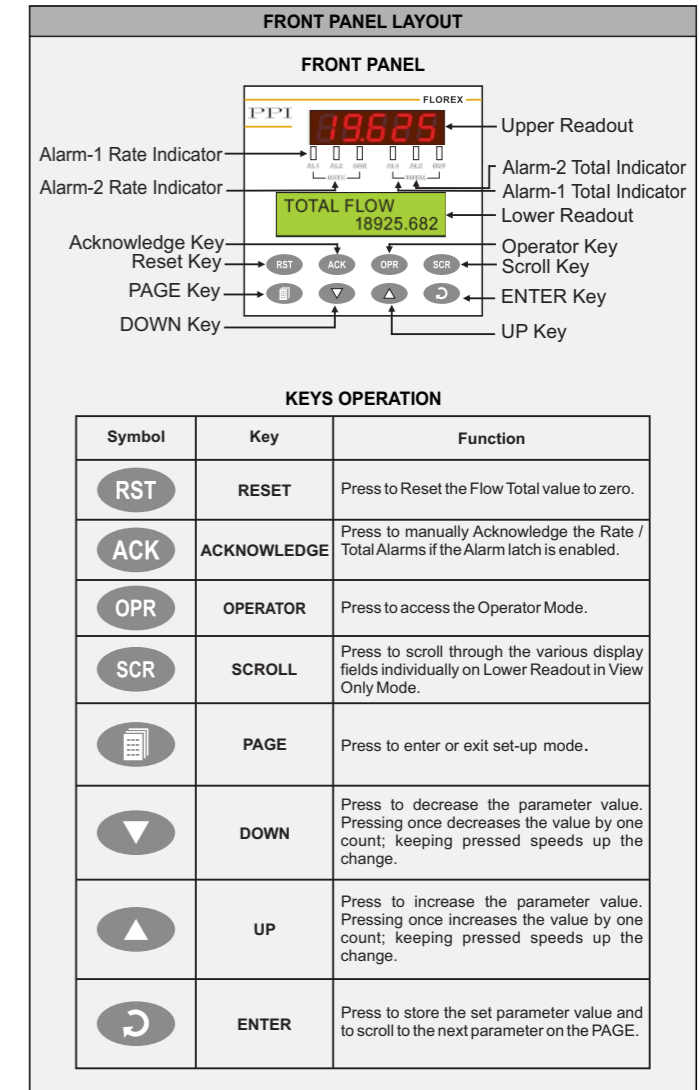 FRONT PANEL LAYOUT
FRONT PANEL
PPI
FLOREX
19.625
Upper Readout
Alarm-1 Rate Indicator
AL1 AL2 SOR AL1 AL2 OVF
RATE TOTAL
Alarm-2 Total Indicator
Alarm-2 Rate Indicator
Alarm-1 Total Indicator
TOTAL FLOW
18925.682
Lower Readout
Acknowledge Key
Operator Key
Reset Key
RST ACK OPR SCR
Scroll Key
PAGE Key
ENTER Key
DOWN Key
UP Key
KEYS OPERATION
Symbol Key Function
RST RESET Press to Reset the Flow Total value to zero.
ACK ACKNOWLEDGE Press to manually Acknowledge the Rate /
Total Alarms if the Alarm latch is enabled.
OPR OPERATOR Press to access the Operator Mode.
SCR SCROLL Press to scroll through the various display
fields individually on Lower Readout in View
Only Mode.
PAGE Press to enter or exit set-up mode.
DOWN Press to decrease the parameter value.
Pressing once decreases the value by one
count; keeping pressed speeds up the
change.
UP Press to increase the parameter value.
Pressing once increases the value by one
count; keeping pressed speeds up the
change.
ENTER Press to store the set parameter value and
to scroll to the next parameter on the PAGE.